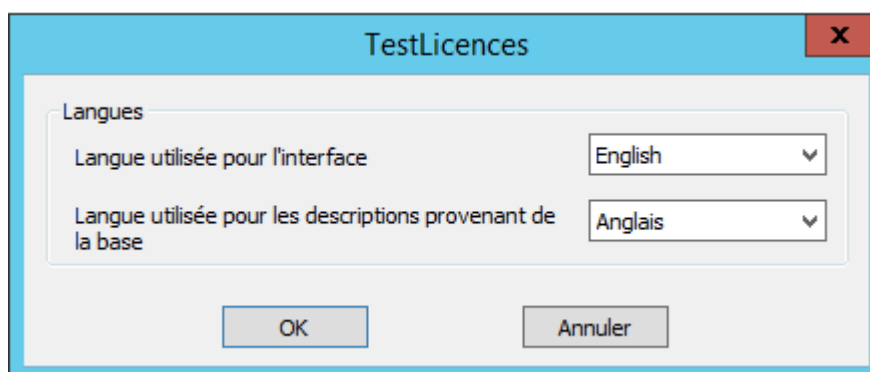 TestLicences
x
Langues
Langue utilisée pour l'interface
English
Langue utilisée pour les descriptions provenant de
la base
Anglais
OK
Annuler